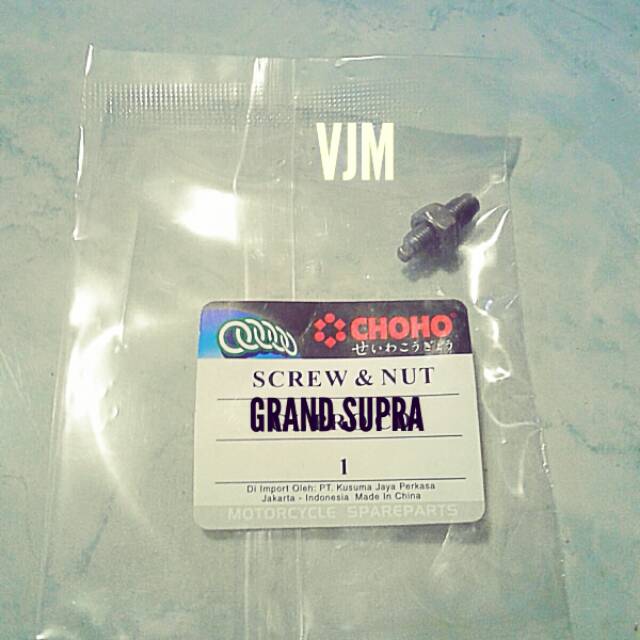 VJM
CHOHO
せいわこうぎょう
SCREW & NUT
GRAND SUPRA
1
Di Import Oleh: PT. Kusuma Jaya Perkasa
Jakarta - Indonesia Made In China
MOTORCYCLE SPAREPARTS